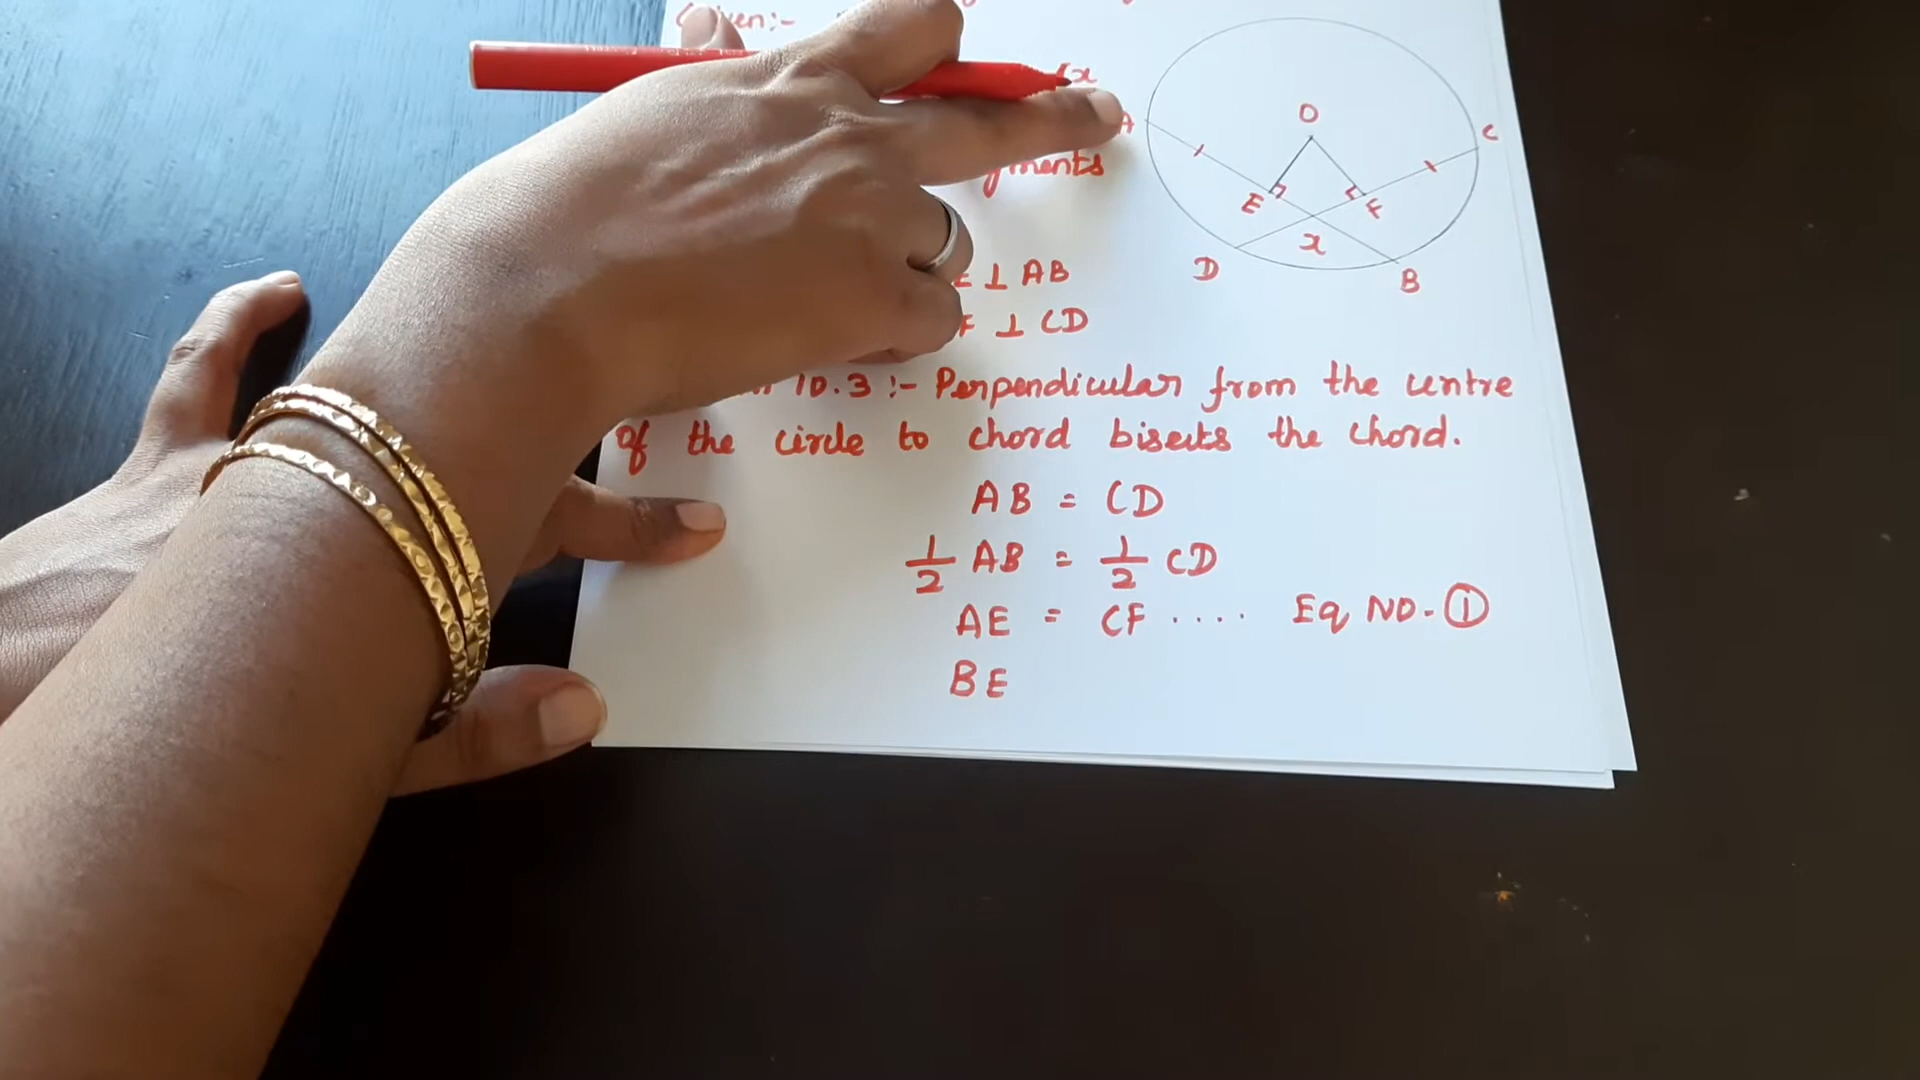 Given:-
x
A
O
C
E
F
x
D
B
⊥ AB
⊥ CD
10.3 :- Perpendicular from the centre
of the circle to chord bisects the chord.
AB = CD
1/2 AB = 1/2 CD
AE = CF .... Eq NO-①
BE